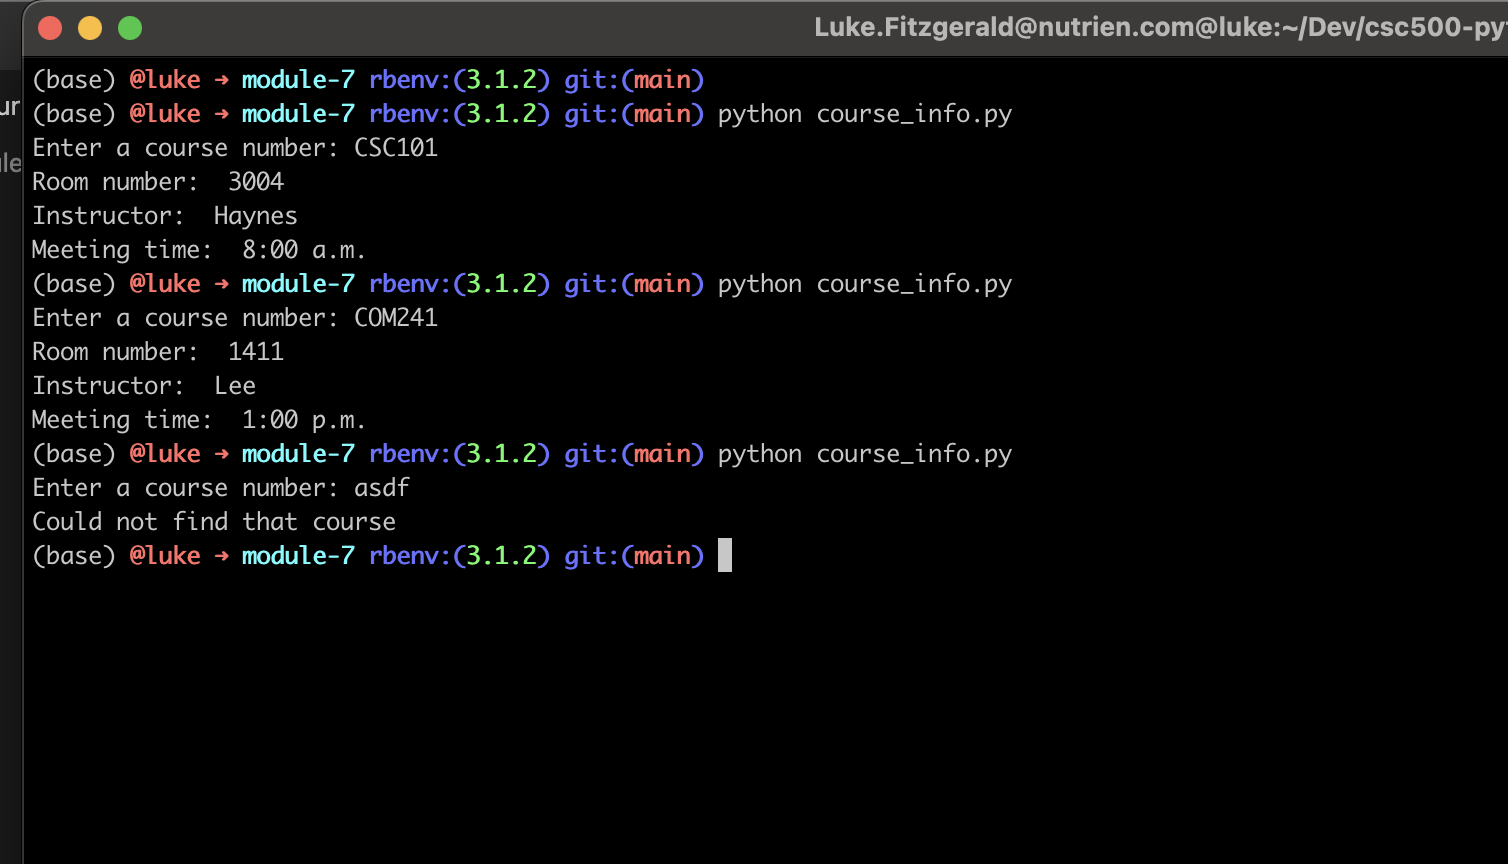 Luke.Fitzgerald@nutrien.com@luke:~/Dev/csc500-py
(base) @luke ➜ module-7 rbenv:(3.1.2) git:(main)
(base) @luke ➜ module-7 rbenv:(3.1.2) git:(main) python course_info.py
Enter a course number: CSC101
Room number:  3004
Instructor:  Haynes
Meeting time:  8:00 a.m.
(base) @luke ➜ module-7 rbenv:(3.1.2) git:(main) python course_info.py
Enter a course number: COM241
Room number:  1411
Instructor:  Lee
Meeting time:  1:00 p.m.
(base) @luke ➜ module-7 rbenv:(3.1.2) git:(main) python course_info.py
Enter a course number: asdf
Could not find that course
(base) @luke ➜ module-7 rbenv:(3.1.2) git:(main)